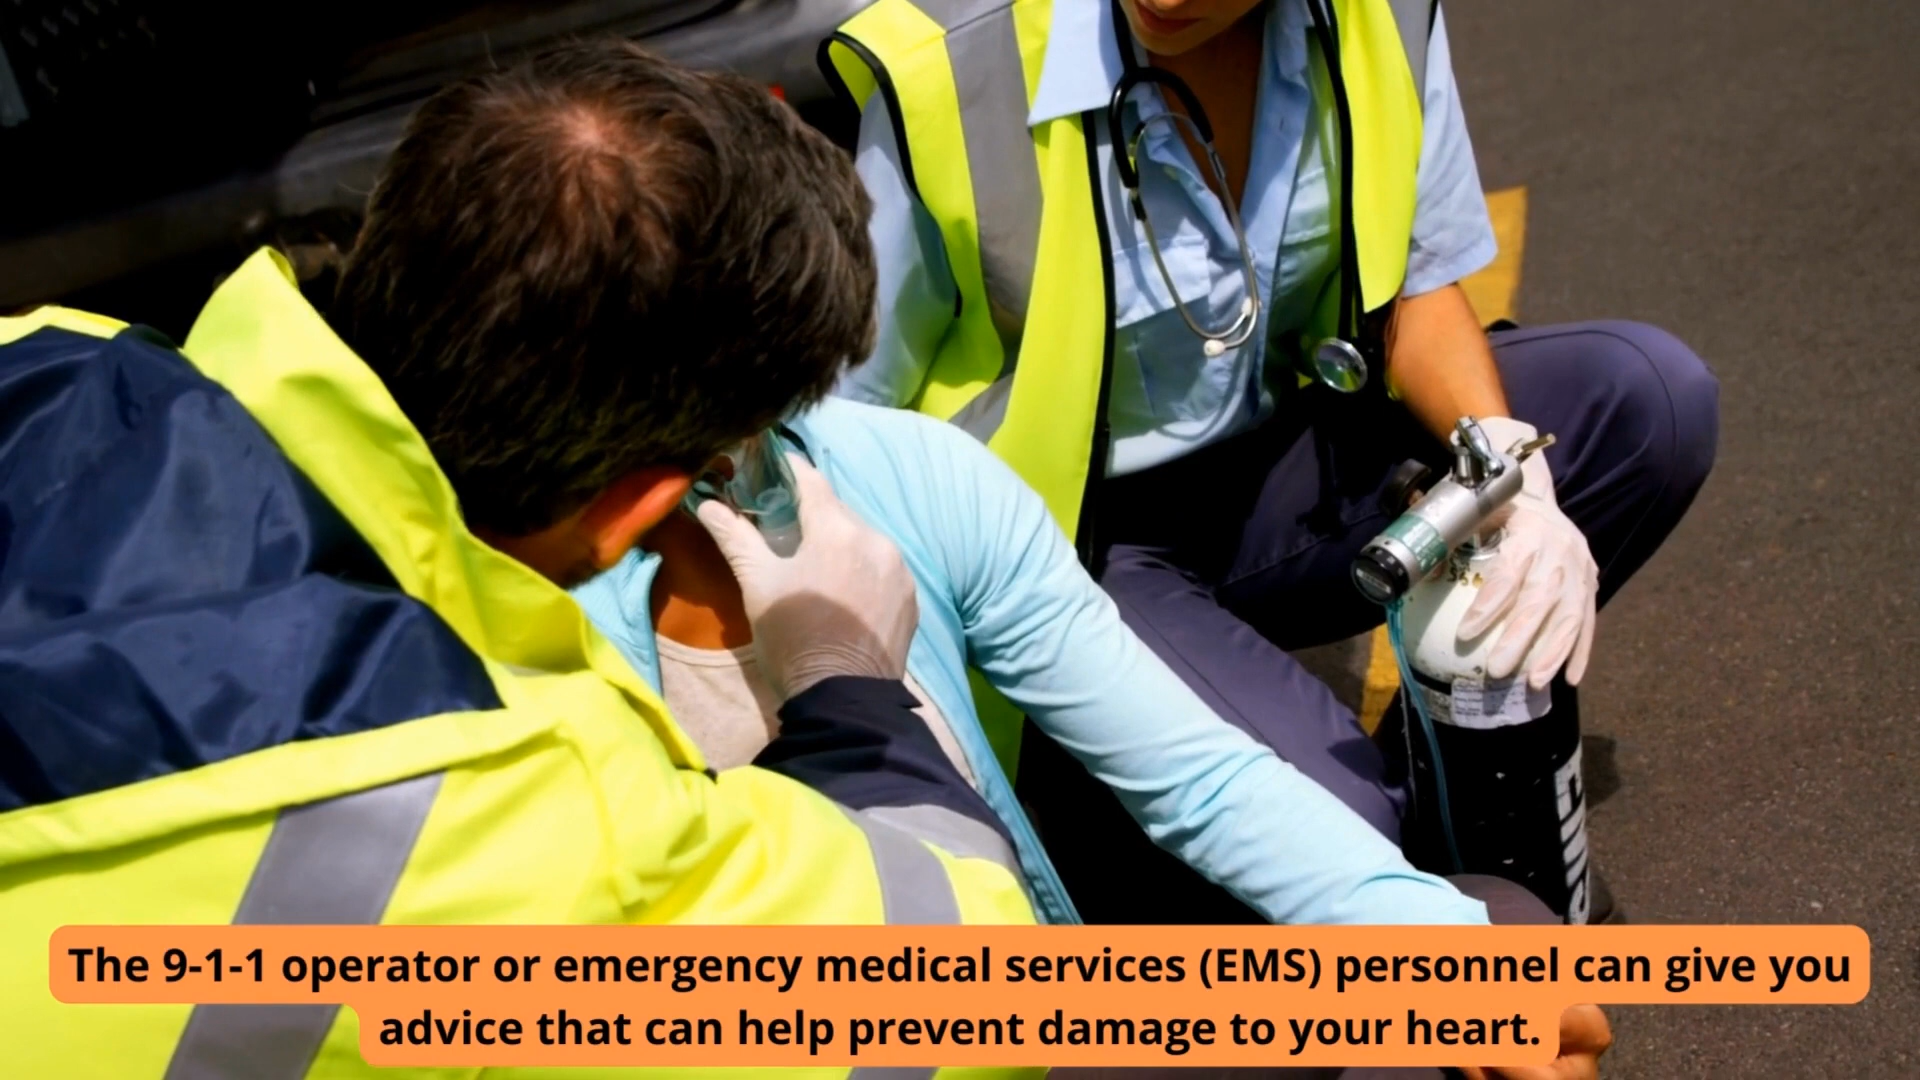 The 9-1-1 operator or emergency medical services (EMS) personnel can give you
advice that can help prevent damage to your heart.